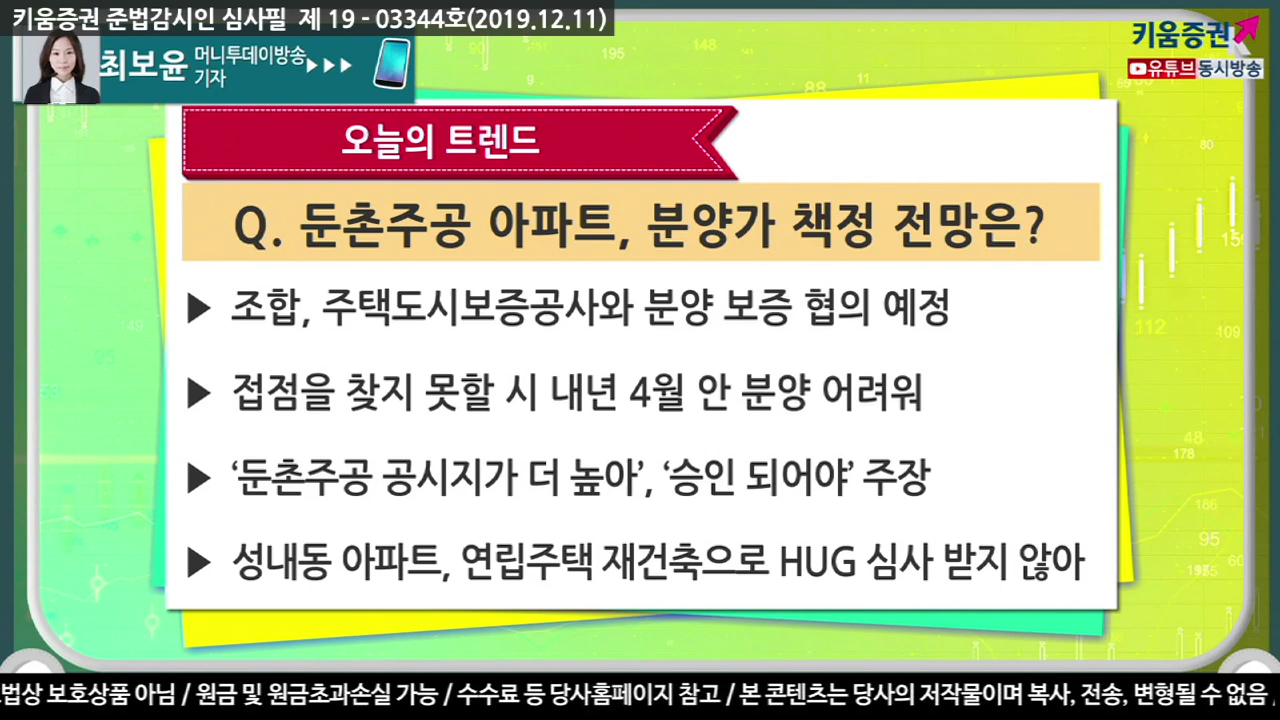 키움증권 준법감시인 심사필 제 19 - 03344호(2019.12.11)
최보윤 머니투데이방송 기자 ▶▶▶
키움증권
유튜브 동시방송
오늘의 트렌드
Q. 둔촌주공 아파트, 분양가 책정 전망은?
▶ 조합, 주택도시보증공사와 분양 보증 협의 예정
▶ 접점을 찾지 못할 시 내년 4월 안 분양 어려워
▶ ‘둔촌주공 공시지가 더 높아’, ‘승인 되어야’ 주장
▶ 성내동 아파트, 연립주택 재건축으로 HUG 심사 받지 않아
법상 보호상품 아님 / 원금 및 원금초과손실 가능 / 수수료 등 당사홈페이지 참고 / 본 콘텐츠는 당사의 저작물이며 복사, 전송, 변형될 수 없음 /